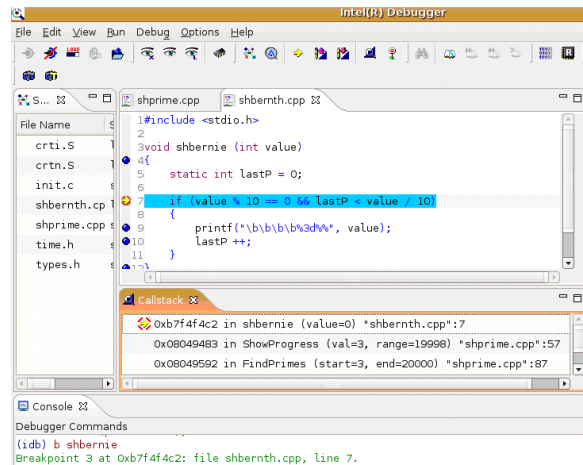 Intel(R) Debugger
File Edit View Run Debug Options Help
S...
shprime.cpp
shbernth.cpp
File Name S
crti.S
crtn.S
init.c s
shbernth.cp
shprime.cpp s
time.h s
types.h s
1#include <stdio.h>
2
3void shbernie (int value)
4{
5 static int lastP = 0;
6
7 if (value % 10 == 0 && lastP < value / 10)
8 {
9 printf("\b\b\b\b%3d%%", value);
10 lastP ++;
11 }
12}
Callstack
0xb7f4f4c2 in shbernie (value=0) "shbernth.cpp":7
0x08049483 in ShowProgress (val=3, range=19998) "shprime.cpp":57
0x08049592 in FindPrimes (start=3, end=20000) "shprime.cpp":87
Console
Debugger Commands
(idb) b shbernie
Breakpoint 3 at 0xb7f4f4c2: file shbernth.cpp, line 7.